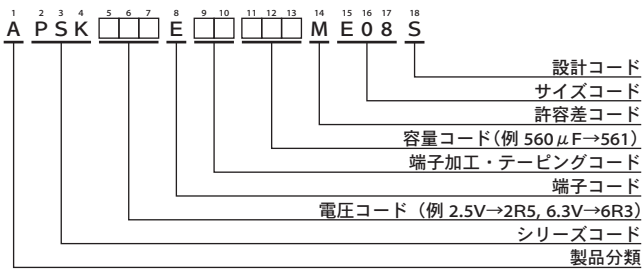 1 2 3 4 5 6 7 8 9 10 11 12 13 14 15 16 17 18
A PSK □□□ E □□ □□□ M E08 S
設計コード
サイズコード
許容差コード
容量コード(例 560μF→561)
端子加工・テーピングコード
端子コード
電圧コード(例 2.5V→2R5, 6.3V→6R3)
シリーズコード
製品分類